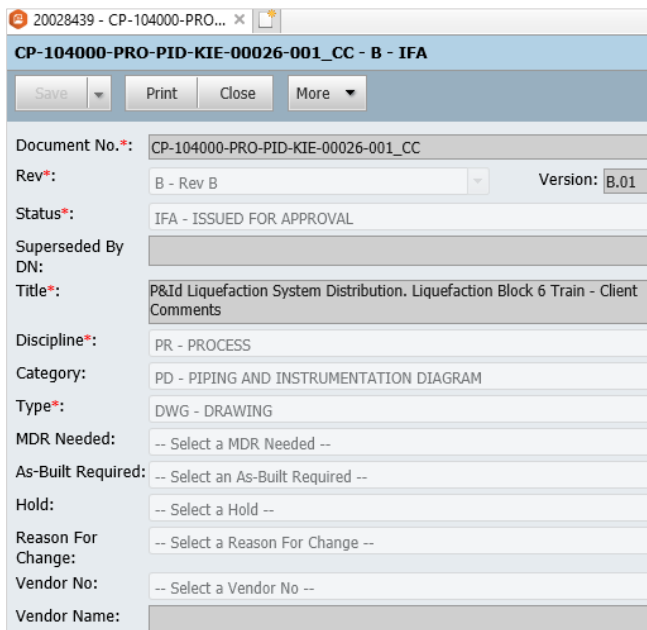 20028439 - CP-104000-PRO... ×
CP-104000-PRO-PID-KIE-00026-001_CC - B - IFA
Save Print Close More
Document No.*: CP-104000-PRO-PID-KIE-00026-001_CC
Rev*: B - Rev B Version: B.01
Status*: IFA - ISSUED FOR APPROVAL
Superseded By
DN:
Title*: P&Id Liquefaction System Distribution. Liquefaction Block 6 Train - Client
Comments
Discipline*: PR - PROCESS
Category: PD - PIPING AND INSTRUMENTATION DIAGRAM
Type*: DWG - DRAWING
MDR Needed: -- Select a MDR Needed --
As-Built Required: -- Select an As-Built Required --
Hold: -- Select a Hold --
Reason For
Change: -- Select a Reason For Change --
Vendor No: -- Select a Vendor No --
Vendor Name: